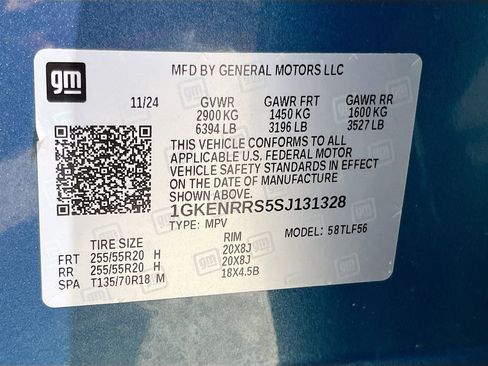 gm
MFD BY GENERAL MOTORS LLC
11/24 GVWR GAWR FRT GAWR RR
2900 KG 1450 KG 1600 KG
6394 LB 3196 LB 3527 LB
THIS VEHICLE CONFORMS TO ALL
APPLICABLE U.S. FEDERAL MOTOR
VEHICLE SAFETY STANDARDS IN EFFECT
ON THE DATE OF MANUFACTURE
SHOWN ABOVE.
1GKENRRS5SJ131328
TYPE: MPV MODEL: 58TLF56
TIRE SIZE RIM
FRT 255/55R20 H 20X8J
RR 255/55R20 H 20X8J
SPA T135/70R18 M 18X4.5B